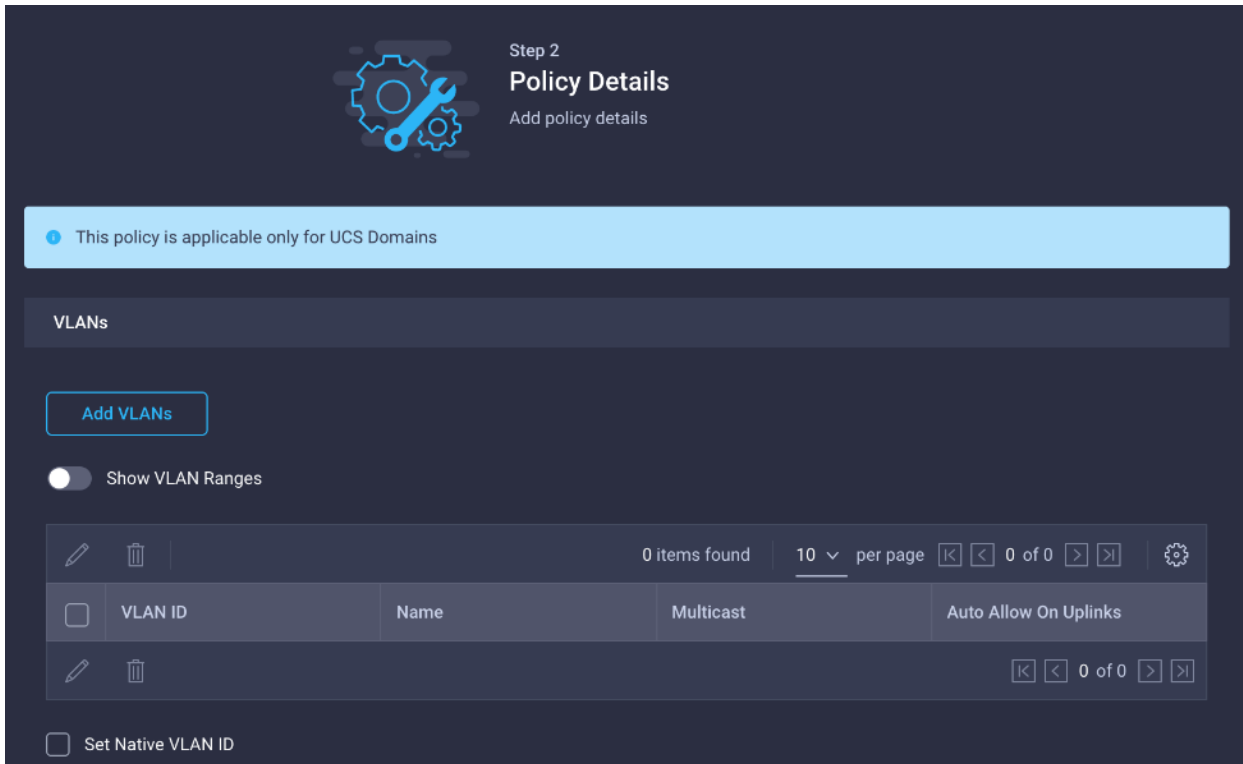 Step 2
Policy Details
Add policy details
This policy is applicable only for UCS Domains
VLANs
Add VLANs
Show VLAN Ranges
0 items found 10 per page 0 of 0
VLAN ID Name Multicast Auto Allow On Uplinks
0 of 0
Set Native VLAN ID